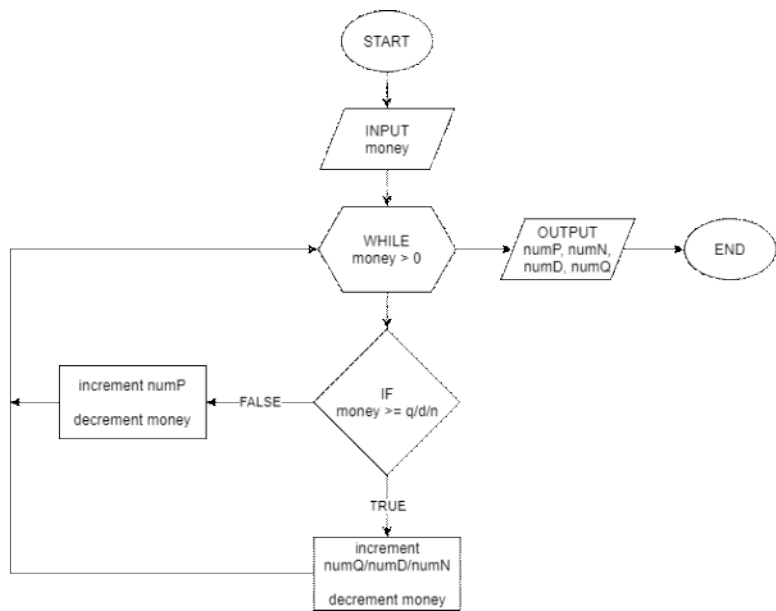 START
INPUT
money
WHILE
money > 0
OUTPUT
numP, numN,
numD, numQ
END
IF
money >= q/d/n
FALSE
increment numP
decrement money
TRUE
increment
numQ/numD/numN
decrement money